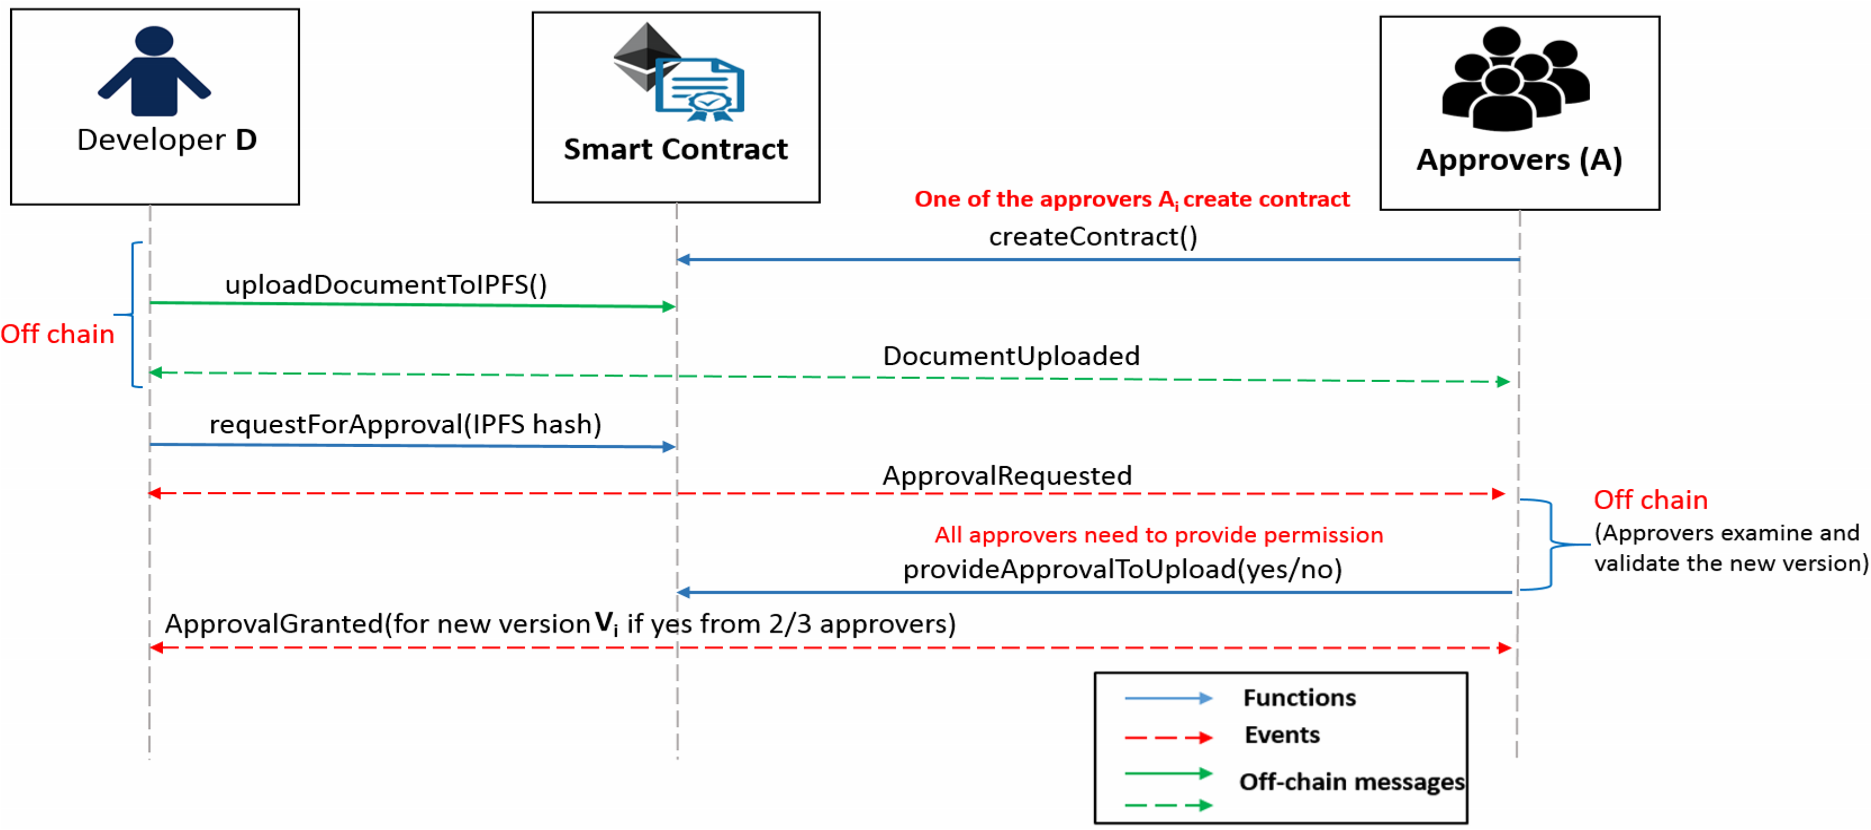 Developer D
Smart Contract
Approvers (A)
One of the approvers Ai create contract
createContract()
uploadDocumentToIPFS()
Off chain
DocumentUploaded
requestForApproval(IPFS hash)
ApprovalRequested
Off chain
(Approvers examine and
validate the new version)
All approvers need to provide permission
provideApprovalToUpload(yes/no)
ApprovalGranted(for new version Vi if yes from 2/3 approvers)
Functions
Events
Off-chain messages